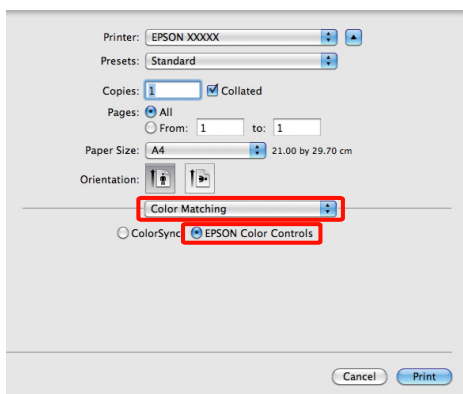 Printer: EPSON XXXXX
Presets: Standard
Copies: 1 Collated
Pages: All
From: 1 to: 1
Paper Size: A4 21.00 by 29.70 cm
Orientation:
Color Matching
ColorSync EPSON Color Controls
Cancel Print